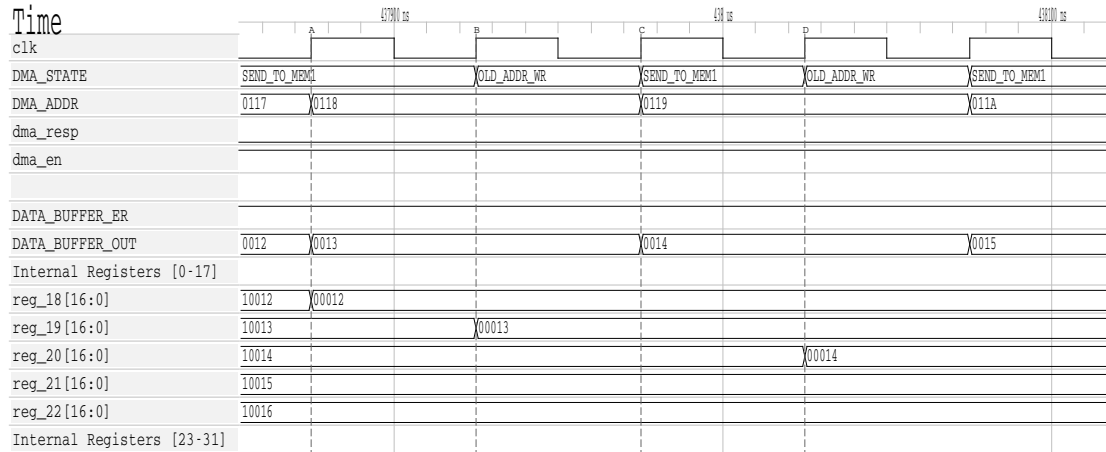 Time 437900 ns 438 us 438100 ns
A B C D
clk
DMA_STATE SEND_TO_MEM1 OLD_ADDR_WR SEND_TO_MEM1 OLD_ADDR_WR SEND_TO_MEM1
DMA_ADDR 0117 0118 0119 011A
dma_resp
dma_en
DATA_BUFFER_ER
DATA_BUFFER_OUT 0012 0013 0014 0015
Internal Registers [0-17]
reg_18[16:0] 10012 00012
reg_19[16:0] 10013 00013
reg_20[16:0] 10014 00014
reg_21[16:0] 10015
reg_22[16:0] 10016
Internal Registers [23-31]